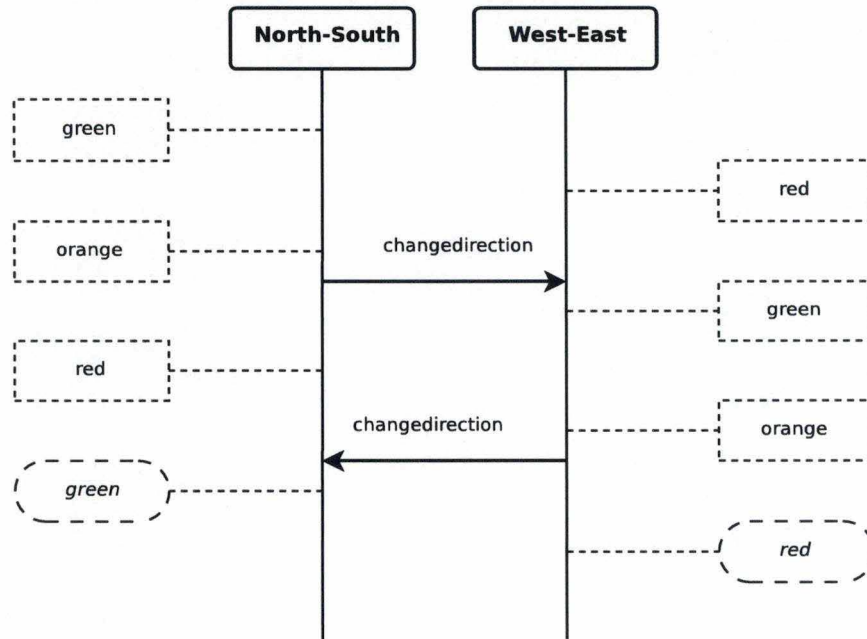 North-South
West-East
green
red
orange
changedirection
green
red
changedirection
orange
green
red